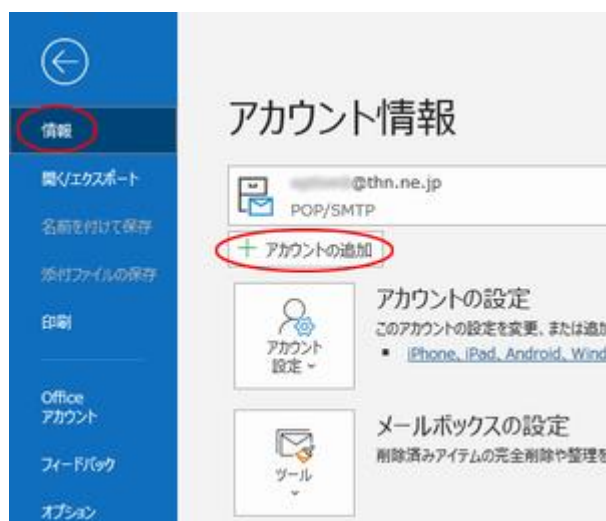 情報
開く/エクスポート
名前を付けて保存
添付ファイルの保存
印刷
Office
アカウント
フィードバック
オプション
アカウント情報
@thn.ne.jp
POP/SMTP
+ アカウントの追加
アカウント
設定
アカウントの設定
このアカウントの設定を変更、または追加
iPhone、iPad、Android、Wind
ツール
メールボックスの設定
削除済みアイテムの完全削除や整理を